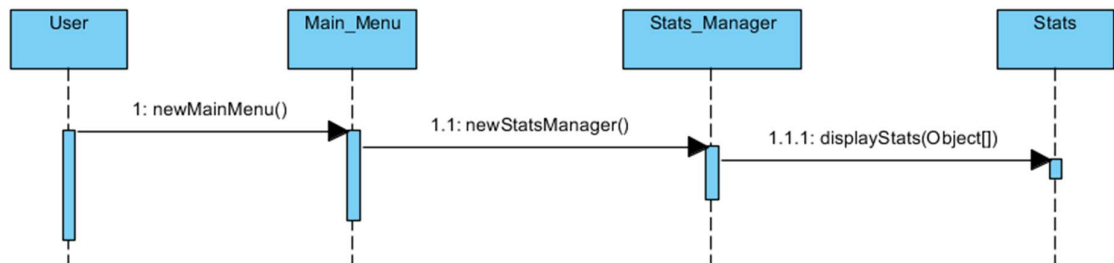 User
Main_Menu
Stats_Manager
Stats
1: newMainMenu()
1.1: newStatsManager()
1.1.1: displayStats(Object[])